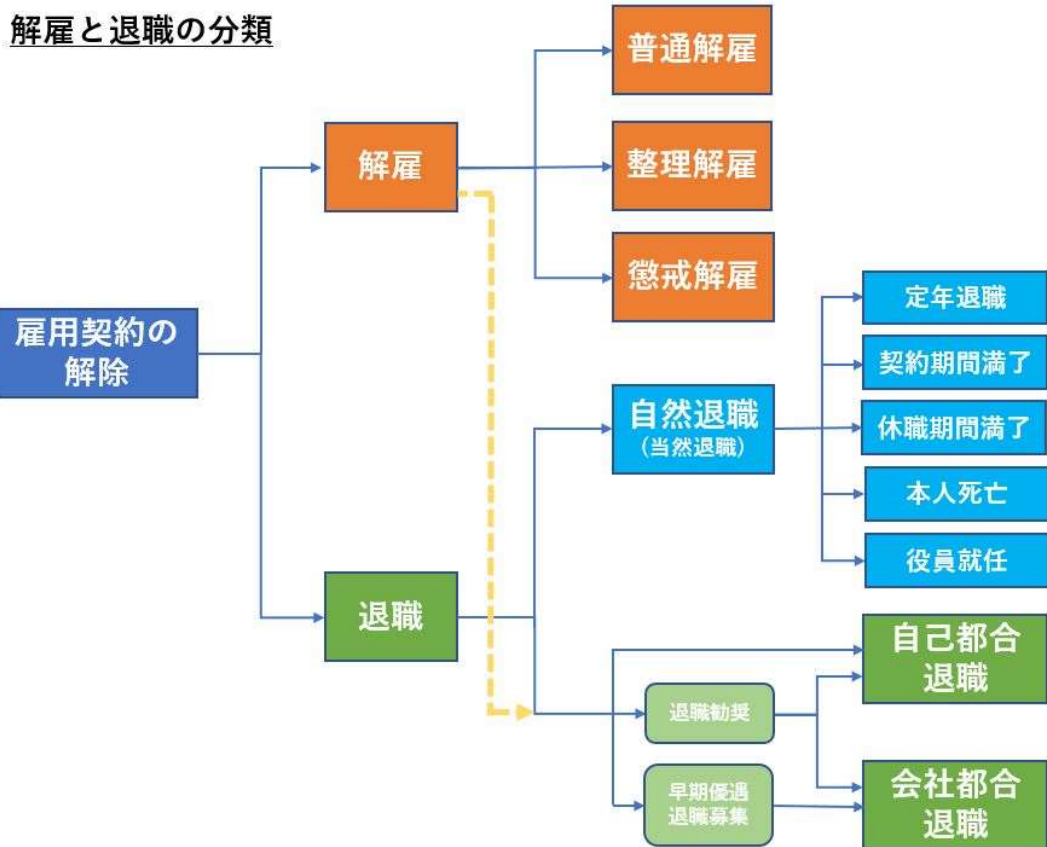 解雇と退職の分類
普通解雇
解雇
整理解雇
懲戒解雇
雇用契約の
解除
定年退職
契約期間満了
自然退職
(当然退職)
休職期間満了
本人死亡
役員就任
退職
自己都合
退職
退職勧奨
早期優遇
退職募集
会社都合
退職